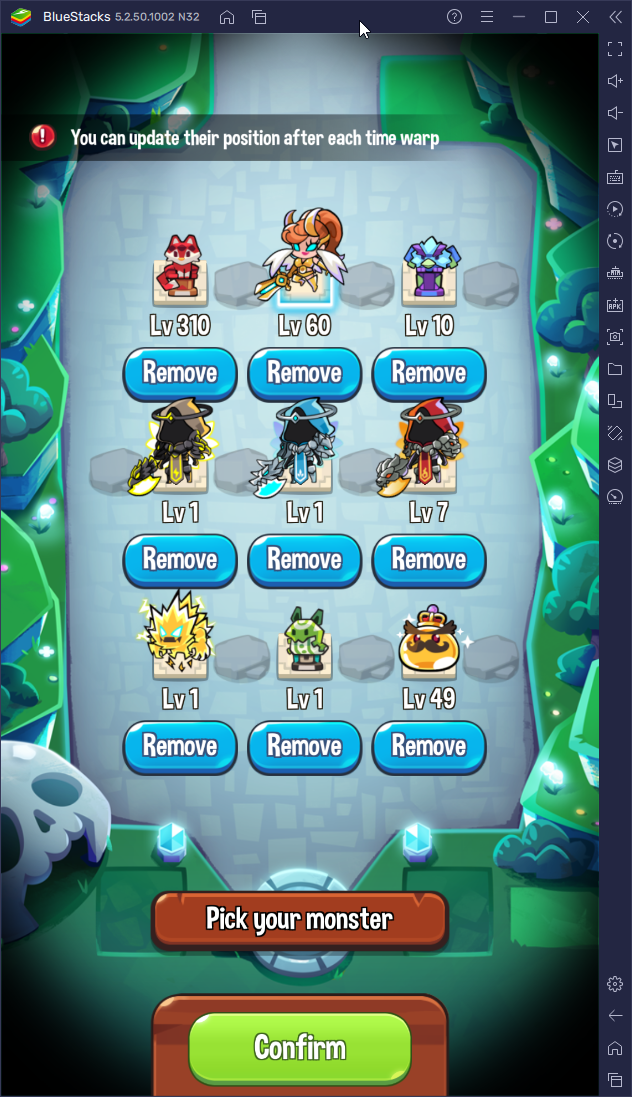 BlueStacks 5.2.50.1002 N32
You can update their position after each time warp
Lv 310 Lv 60 Lv 10
Remove Remove Remove
Lv 1 Lv 1 Lv 7
Remove Remove Remove
Lv 1 Lv 1 Lv 49
Remove Remove Remove
Pick your monster
Confirm
APK